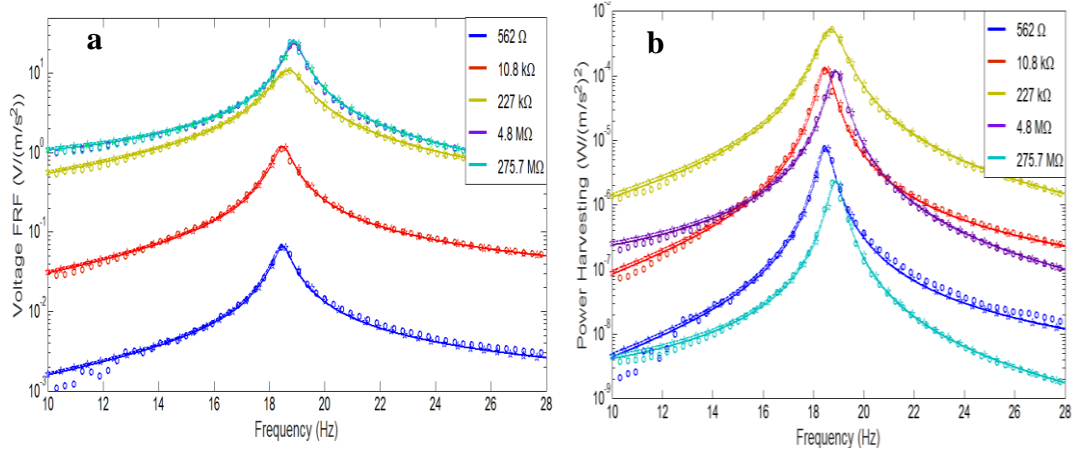 a
562 Ω
10.8 kΩ
227 kΩ
4.8 MΩ
275.7 MΩ
Voltage FRF (V/(m/s²))
10¹
10⁰
10⁻¹
10⁻²
10⁻³
10 12 14 16 18 20 22 24 26 28
Frequency (Hz)
b
562 Ω
10.8 kΩ
227 kΩ
4.8 MΩ
275.7 MΩ
Power Harvesting (W/(m/s²)²)
10⁻³
10⁻⁴
10⁻⁵
10⁻⁶
10⁻⁷
10⁻⁸
10⁻⁹
10 12 14 16 18 20 22 24 26 28
Frequency (Hz)